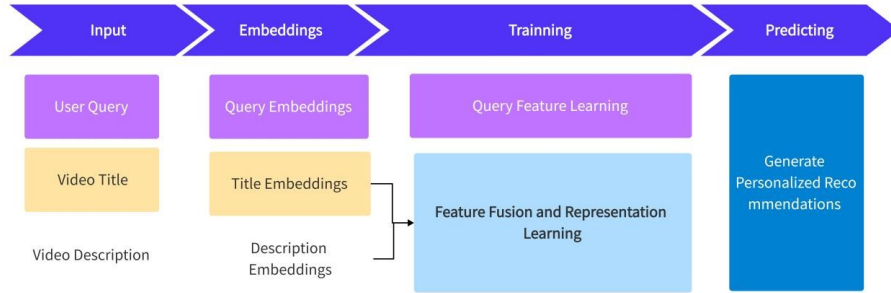 Input
Embeddings
Trainning
Predicting
User Query
Query Embeddings
Query Feature Learning
Video Title
Title Embeddings
Feature Fusion and Representation
Learning
Generate
Personalized Reco
mmendations
Video Description
Description
Embeddings